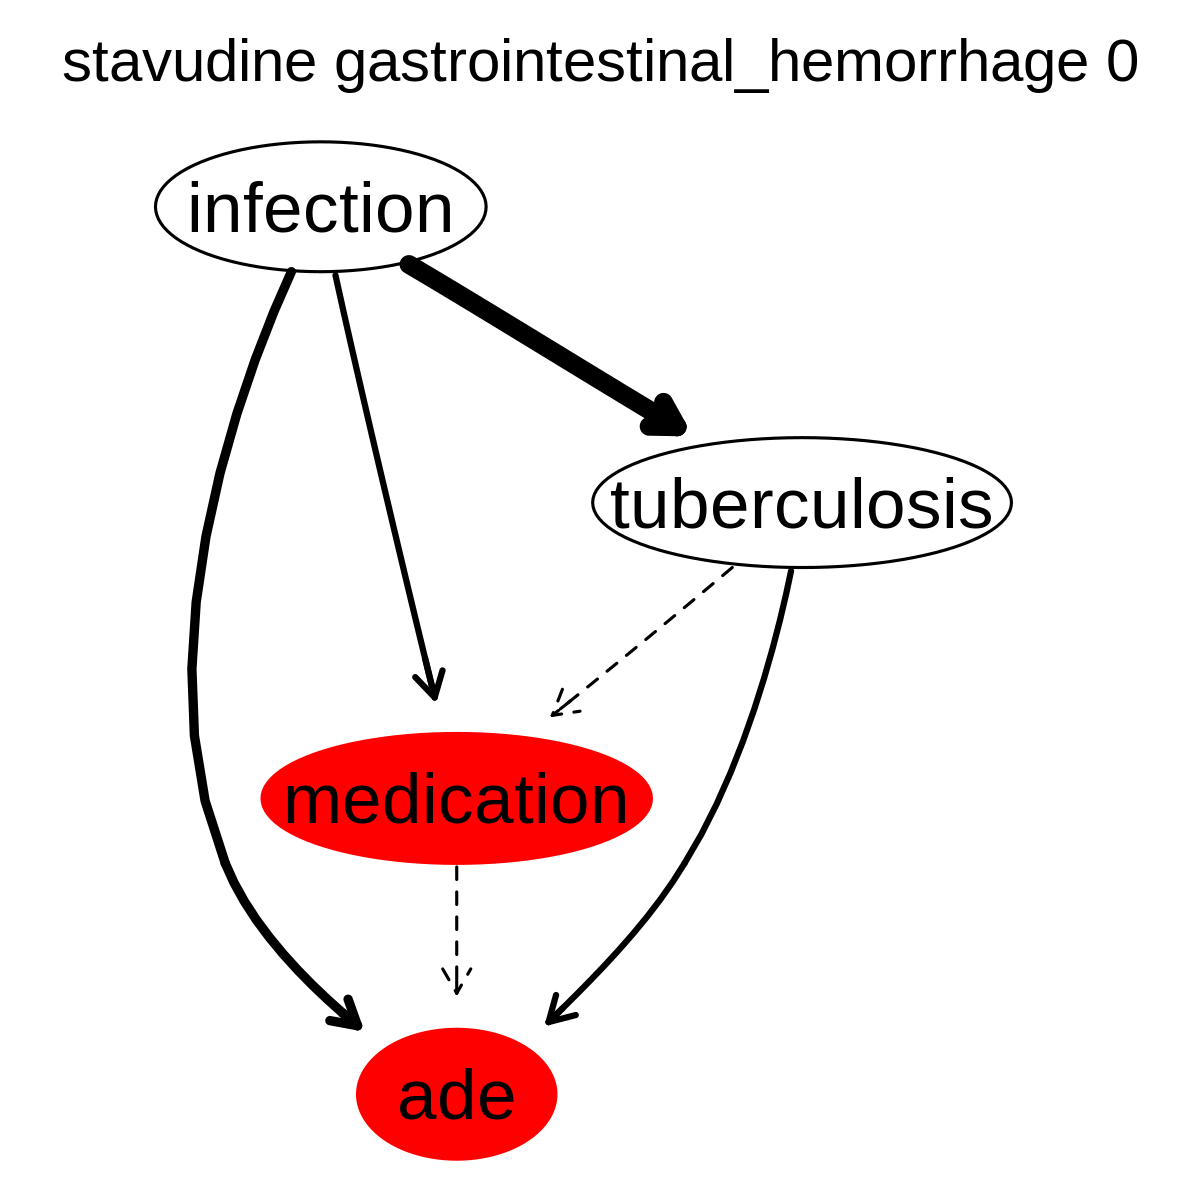 stavudine gastrointestinal_hemorrhage 0
infection
tuberculosis
medication
ade